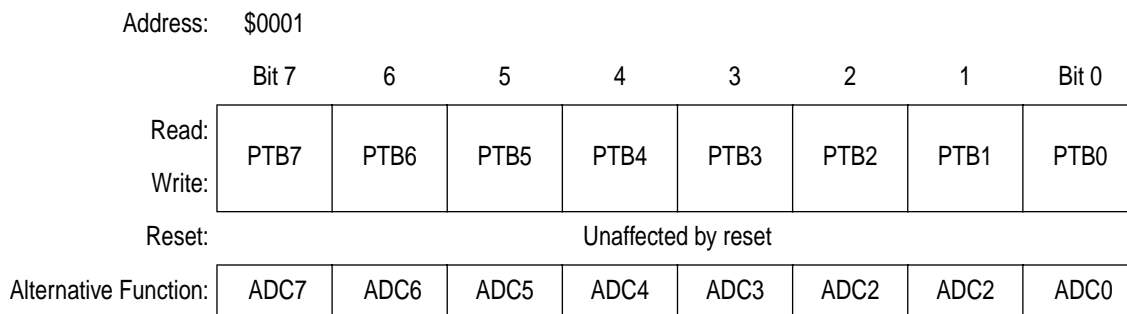 Address: $0001
Bit 7 6 5 4 3 2 1 Bit 0
Read:
PTB7 PTB6 PTB5 PTB4 PTB3 PTB2 PTB1 PTB0
Write:
Reset: Unaffected by reset
Alternative Function: ADC7 ADC6 ADC5 ADC4 ADC3 ADC2 ADC2 ADC0